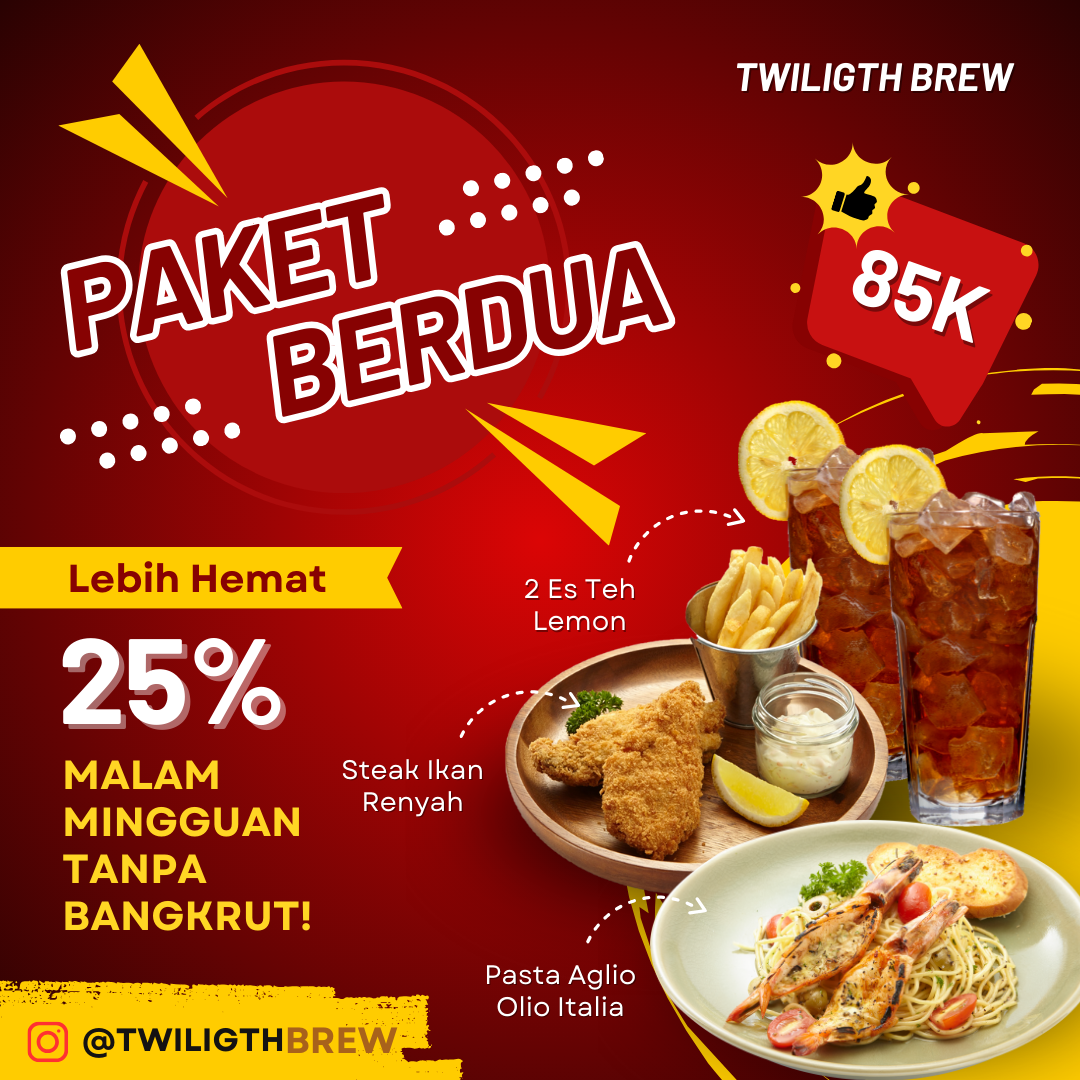 TWILIGTH BREW
PAKET
BERDUA
85K
Lebih Hemat
25%
MALAM
MINGGUAN
TANPA
BANGKRUT!
2 Es Teh
Lemon
Steak Ikan
Renyah
Pasta Aglio
Olio Italia
@TWILIGTHBREW